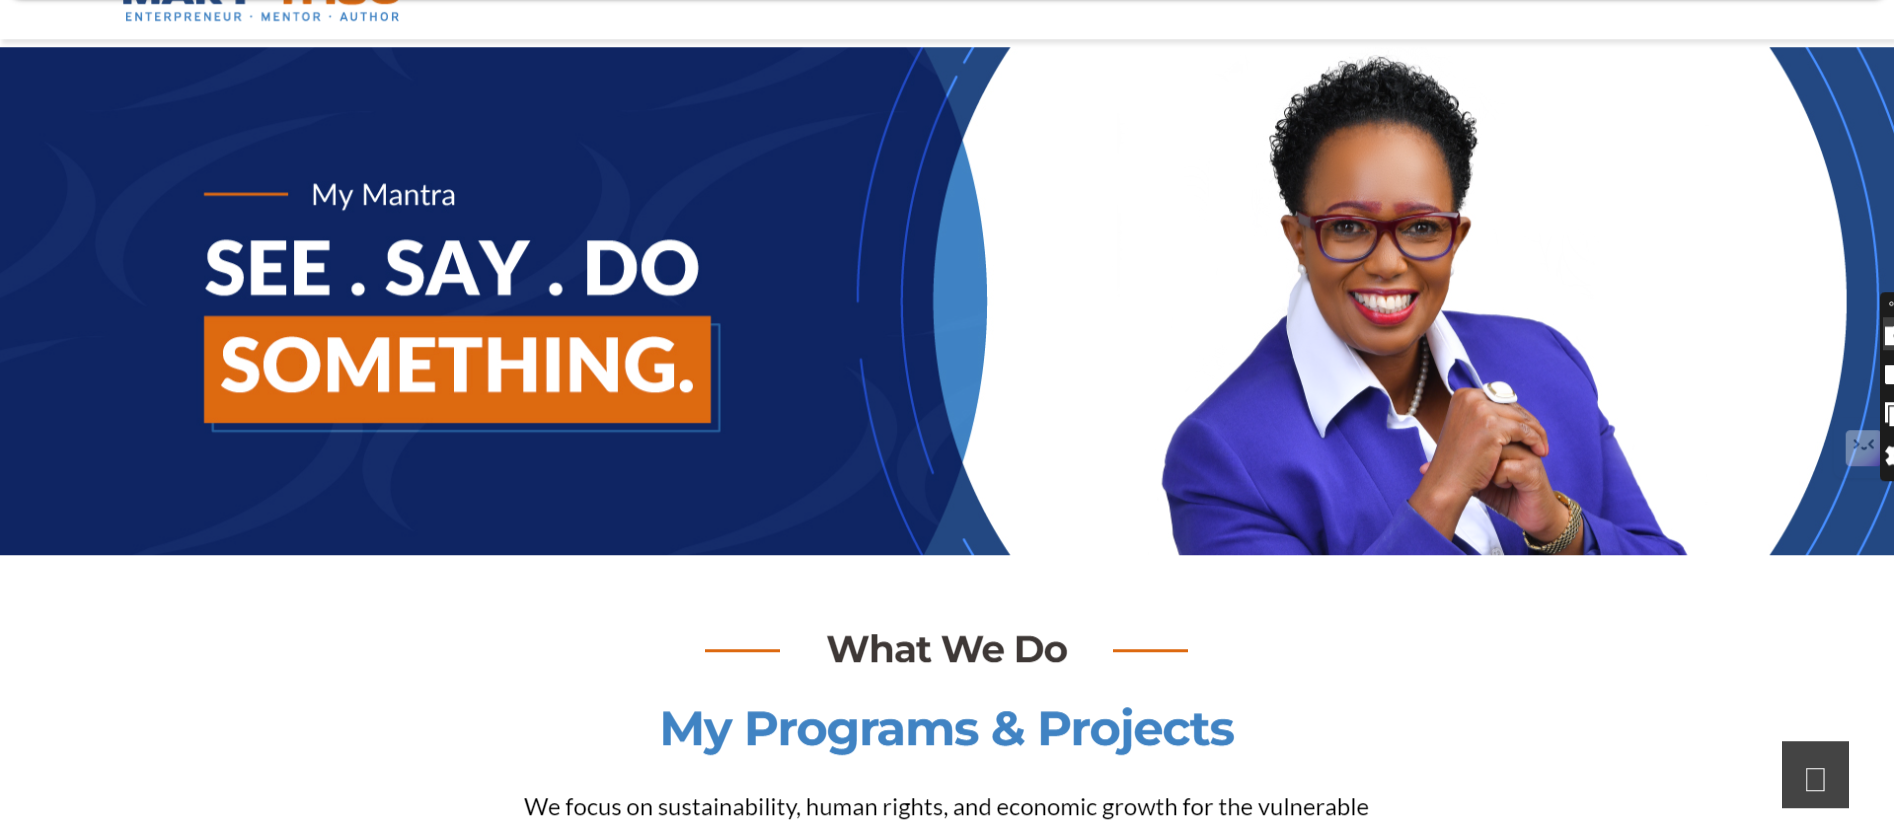 ENTERPRENEUR · MENTOR · AUTHOR
My Mantra
SEE . SAY . DO
SOMETHING.
What We Do
My Programs & Projects
We focus on sustainability, human rights, and economic growth for the vulnerable